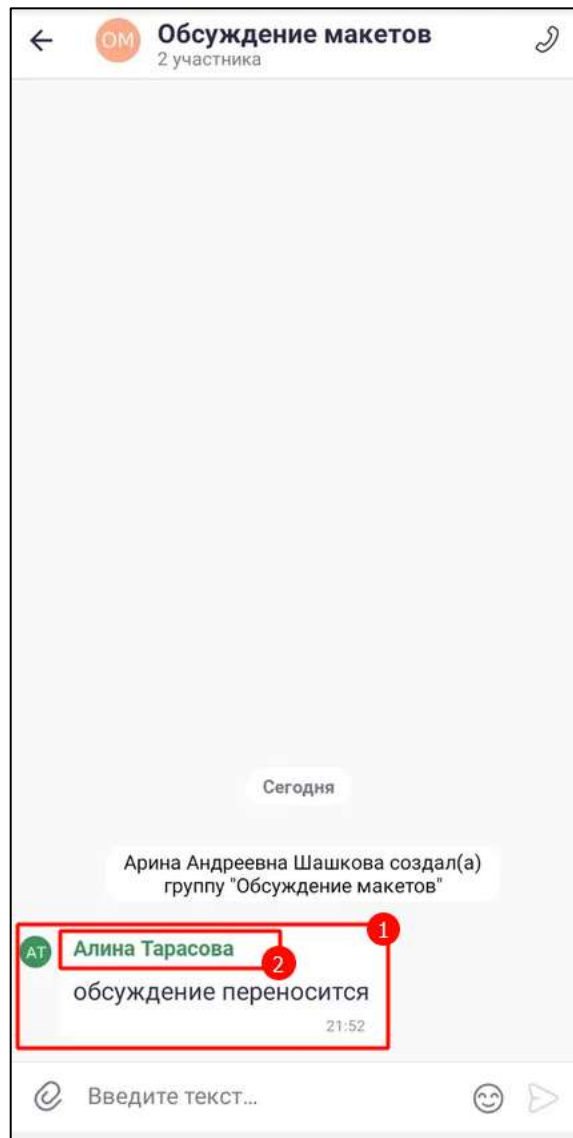 ОМ
Обсуждение макетов
2 участника
Сегодня
Арина Андреевна Шашкова создал(а)
группу "Обсуждение макетов"
1
АТ
Алина Тарасова
2
обсуждение переносится
21:52
Введите текст...